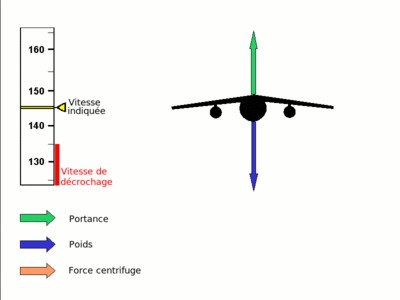 160
150
Vitesse
indiquée
140
130
Vitesse de
décrochage
Portance
Poids
Force centrifuge